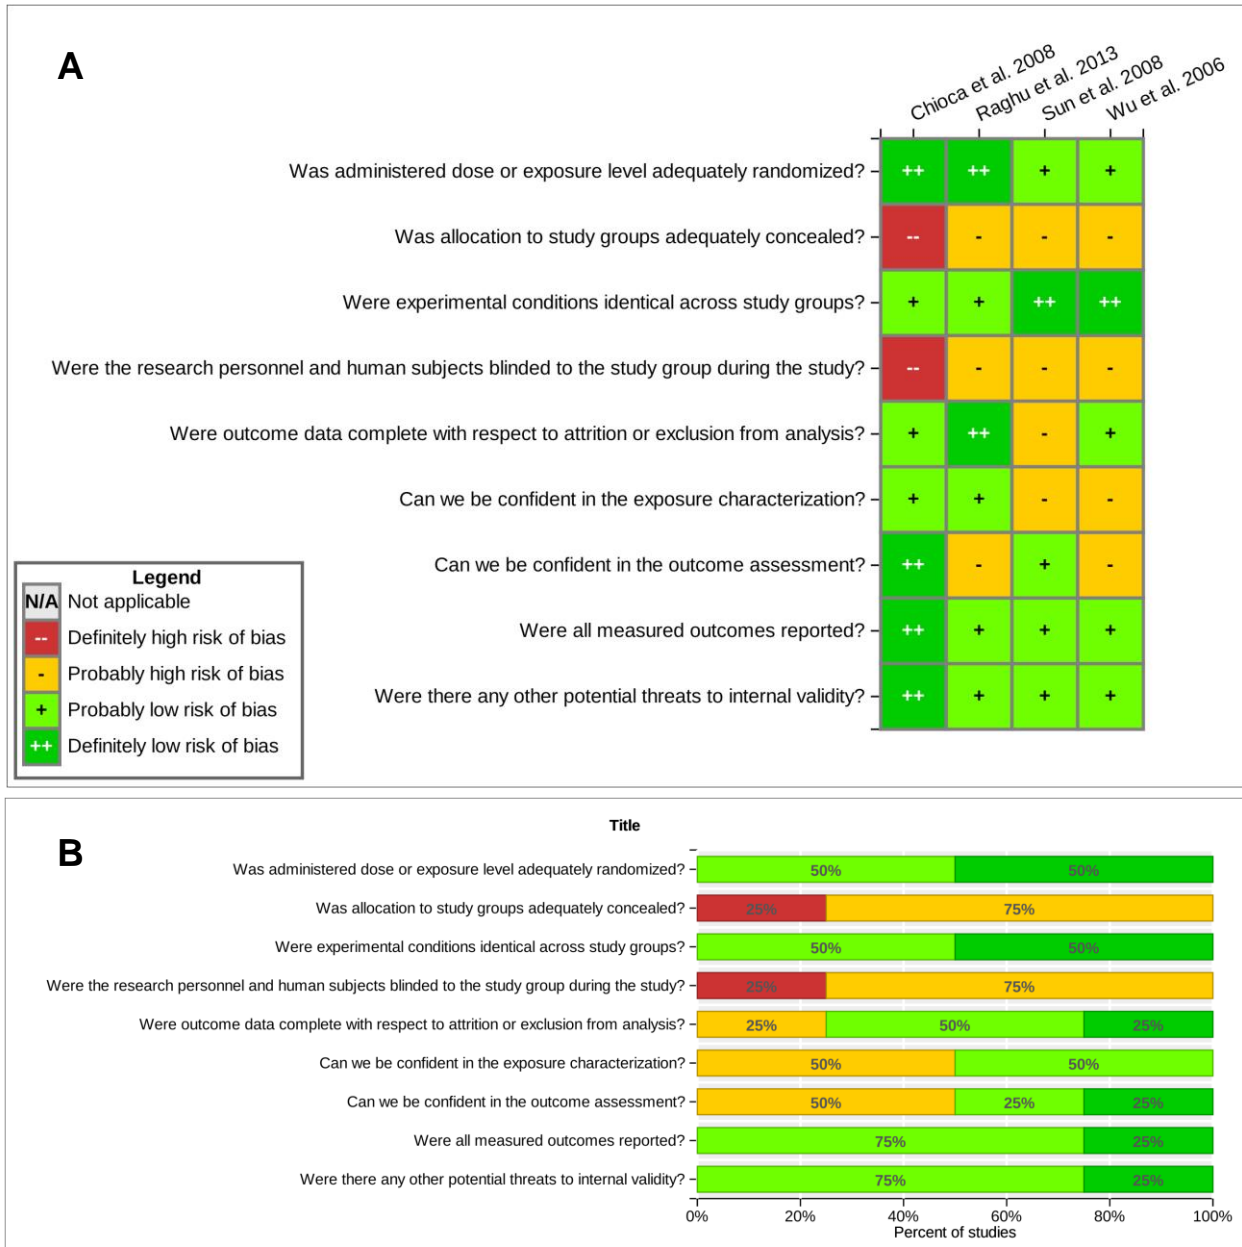 A
Chioca et al. 2008
Raghu et al. 2013
Sun et al. 2008
Wu et al. 2006
Was administered dose or exposure level adequately randomized? ++ ++ + +
Was allocation to study groups adequately concealed? -- - - -
Were experimental conditions identical across study groups? + + ++ ++
Were the research personnel and human subjects blinded to the study group during the study? -- - - -
Were outcome data complete with respect to attrition or exclusion from analysis? + ++ - +
Can we be confident in the exposure characterization? + + - -
Can we be confident in the outcome assessment? ++ - + -
Were all measured outcomes reported? ++ + + +
Were there any other potential threats to internal validity? ++ + + +
Legend
N/A Not applicable
-- Definitely high risk of bias
- Probably high risk of bias
+ Probably low risk of bias
++ Definitely low risk of bias
B
Title
Was administered dose or exposure level adequately randomized? 50% 50%
Was allocation to study groups adequately concealed? 25% 75%
Were experimental conditions identical across study groups? 50% 50%
Were the research personnel and human subjects blinded to the study group during the study? 25% 75%
Were outcome data complete with respect to attrition or exclusion from analysis? 25% 50% 25%
Can we be confident in the exposure characterization? 50% 50%
Can we be confident in the outcome assessment? 50% 25% 25%
Were all measured outcomes reported? 75% 25%
Were there any other potential threats to internal validity? 75% 25%
0% 20% 40% 60% 80% 100%
Percent of studies